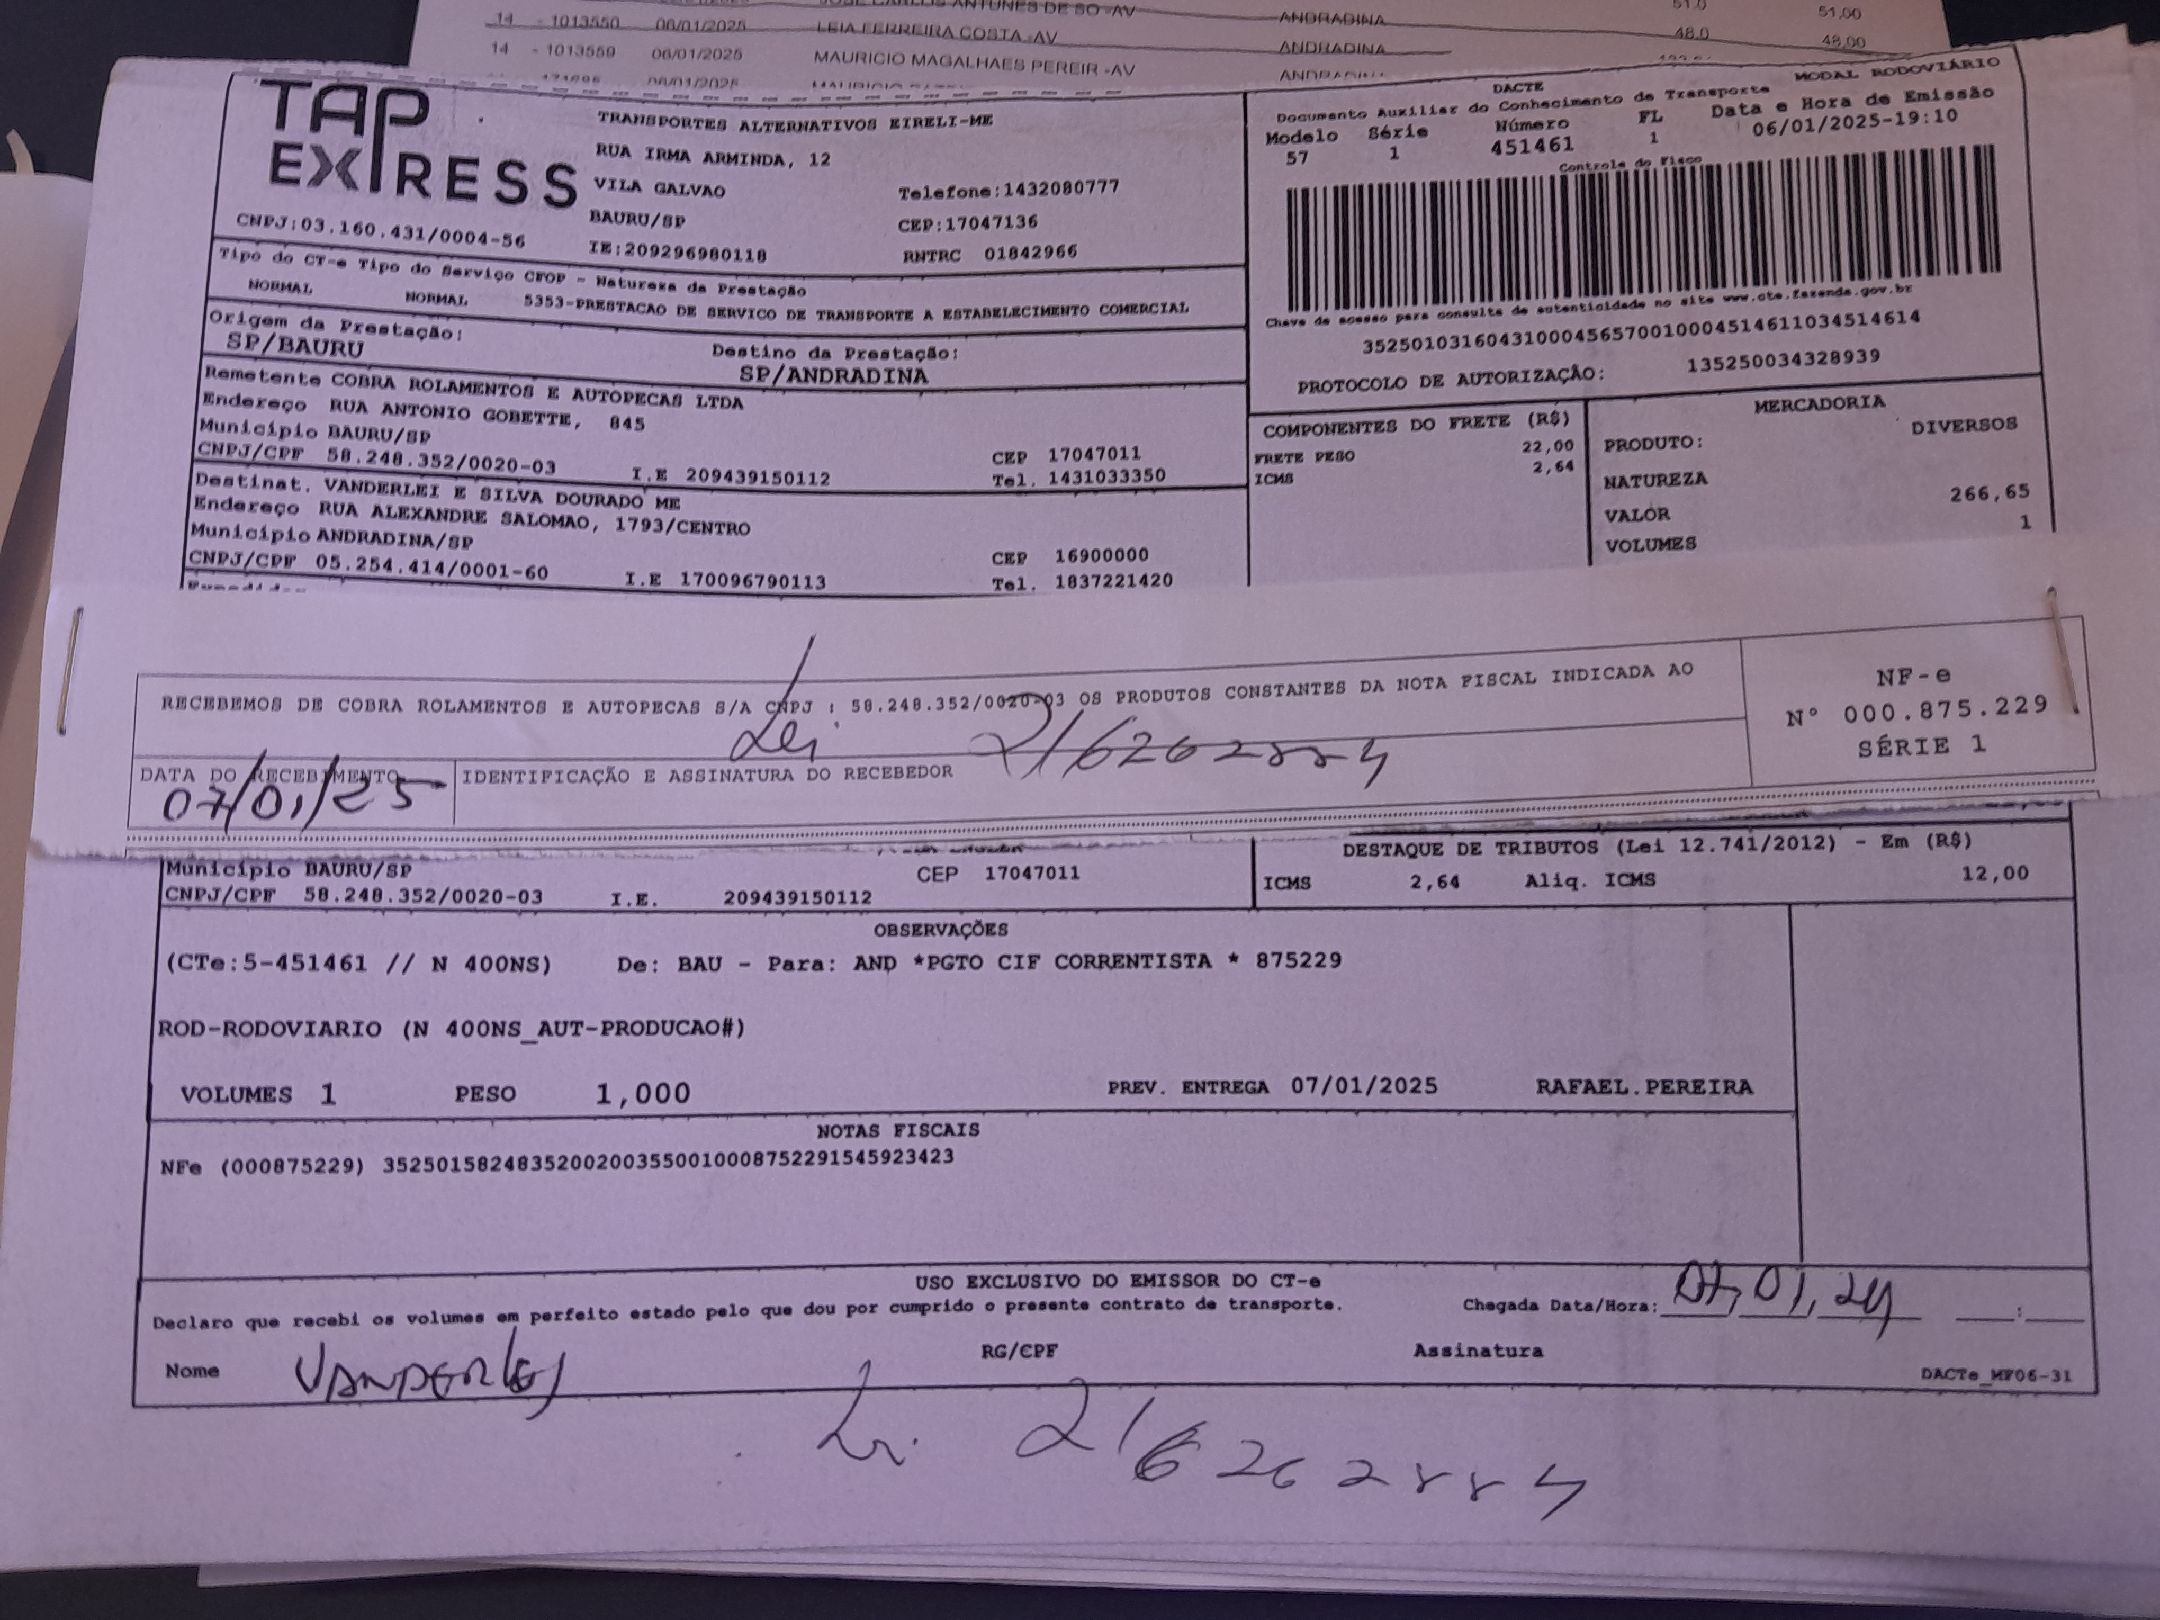 14 - 1013550 06/01/2025 LEIA FERREIRA COSTA -AV ANDRADINA 48.0 48,00
14 - 1013559 06/01/2025 MAURICIO MAGALHAES PEREIR -AV ANDRADINA
TAP EXPRESS
CNPJ:03.160.431/0004-56
TRANSPORTES ALTERNATIVOS EIRELI-ME
RUA IRMA ARMINDA, 12
VILA GALVAO Telefone:1432080777
BAURU/SP CEP:17047136
IE:209296980118 RNTRC 01842966
DACTE MODAL RODOVIÁRIO
Documento Auxiliar do Conhecimento de Transporte
Modelo Série Número FL Data e Hora de Emissão
57 1 451461 1 06/01/2025-19:10
Controle do Fisco
Chave de acesso para consulta de autenticidade no site www.cte.fazenda.gov.br
35250103160431000456570010004514611034514614
PROTOCOLO DE AUTORIZAÇÃO: 135250034328939
Tipo do CT-e Tipo do Serviço CFOP - Natureza da Prestação
NORMAL NORMAL 5353-PRESTACAO DE SERVICO DE TRANSPORTE A ESTABELECIMENTO COMERCIAL
Origem da Prestação: Destino da Prestação:
SP/BAURU SP/ANDRADINA
Remetente COBRA ROLAMENTOS E AUTOPECAS LTDA
Endereço RUA ANTONIO GOBETTE, 845
Município BAURU/SP CEP 17047011
CNPJ/CPF 58.248.352/0020-03 I.E 209439150112 Tel. 1431033350
Destinat. VANDERLEI E SILVA DOURADO ME
Endereço RUA ALEXANDRE SALOMAO, 1793/CENTRO
Município ANDRADINA/SP CEP 16900000
CNPJ/CPF 05.254.414/0001-60 I.E 170096790113 Tel. 1837221420
COMPONENTES DO FRETE (R$)
FRETE PESO 22,00
ICMS 2,64
MERCADORIA
PRODUTO: DIVERSOS
NATUREZA
VALOR 266,65
VOLUMES 1
RECEBEMOS DE COBRA ROLAMENTOS E AUTOPECAS S/A CNPJ : 58.248.352/0020-03 OS PRODUTOS CONSTANTES DA NOTA FISCAL INDICADA AO
NF-e
Nº 000.875.229
SÉRIE 1
DATA DO RECEBIMENTO IDENTIFICAÇÃO E ASSINATURA DO RECEBEDOR
07/01/25
Município BAURU/SP CEP 17047011
CNPJ/CPF 58.248.352/0020-03 I.E. 209439150112
DESTAQUE DE TRIBUTOS (Lei 12.741/2012) - Em (R$)
ICMS 2,64 Aliq. ICMS 12,00
OBSERVAÇÕES
(CTe:5-451461 // N 400NS) De: BAU - Para: AND *PGTO CIF CORRENTISTA * 875229
ROD-RODOVIARIO (N 400NS_AUT-PRODUCAO#)
VOLUMES 1 PESO 1,000 PREV. ENTREGA 07/01/2025 RAFAEL.PEREIRA
NOTAS FISCAIS
NFe (000875229) 35250158248352002003550010008752291545923423
USO EXCLUSIVO DO EMISSOR DO CT-e
Declaro que recebi os volumes em perfeito estado pelo que dou por cumprido o presente contrato de transporte. Chegada Data/Hora: 07,01,24 :
Nome VANDERLEI RG/CPF Assinatura
DACTe_MF06-31